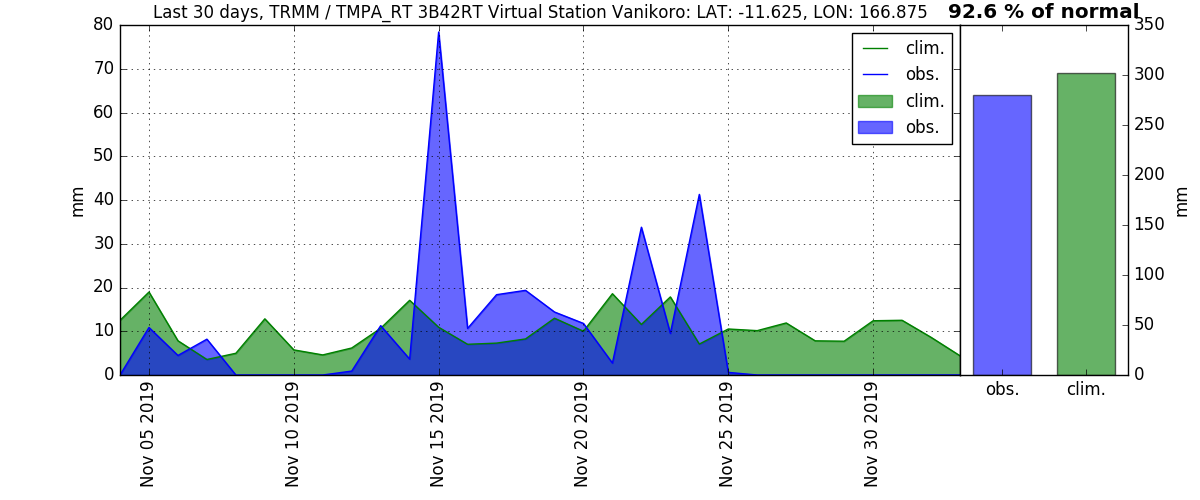 Last 30 days, TRMM / TMPA_RT 3B42RT Virtual Station Vanikoro: LAT: -11.625, LON: 166.875
92.6 % of normal
80
70
60
50
40
30
20
10
0
mm
clim.
obs.
clim.
obs.
350
300
250
200
150
100
50
0
mm
Nov 05 2019
Nov 10 2019
Nov 15 2019
Nov 20 2019
Nov 25 2019
Nov 30 2019
obs.
clim.